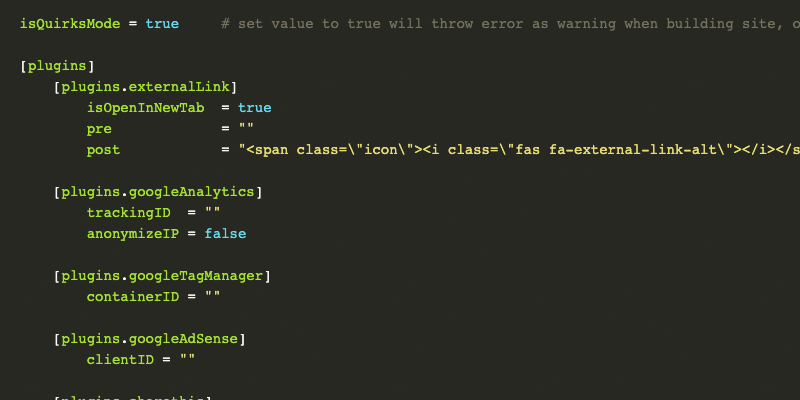 isQuirksMode = true     # set value to true will throw error as warning when building site,
[plugins]
[plugins.externalLink]
isOpenInNewTab  = true
pre             = ""
post            = "<span class=\"icon\"><i class=\"fas fa-external-link-alt\"></i></s
[plugins.googleAnalytics]
trackingID  = ""
anonymizeIP = false
[plugins.googleTagManager]
containerID = ""
[plugins.googleAdSense]
clientID = ""